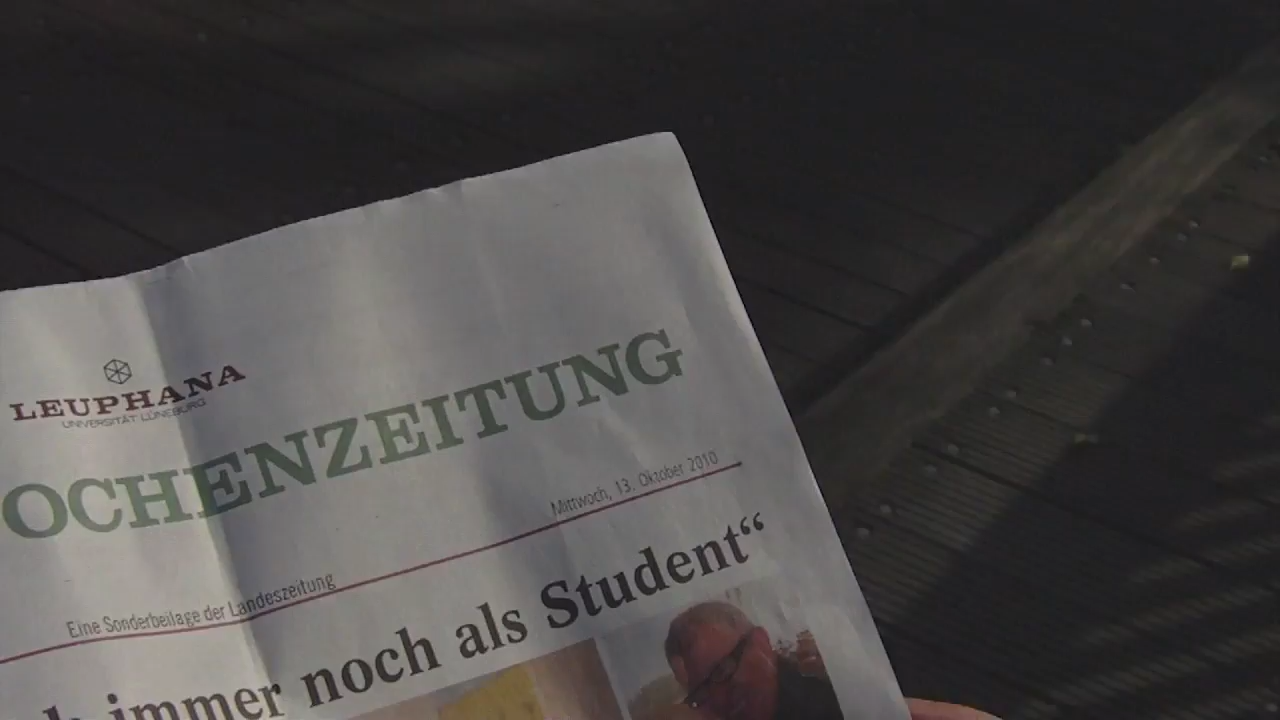 LEUPHANA
UNIVERSITÄT LÜNEBURG
OCHENZEITUNG
Mittwoch, 13. Oktober 2010
Eine Sonderbeilage der Landeszeitung
h immer noch als Student“